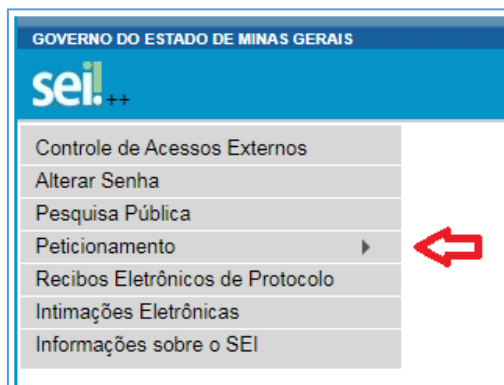 GOVERNO DO ESTADO DE MINAS GERAIS
sei!++
Controle de Acessos Externos
Alterar Senha
Pesquisa Pública
Peticionamento
Recibos Eletrônicos de Protocolo
Intimações Eletrônicas
Informações sobre o SEI